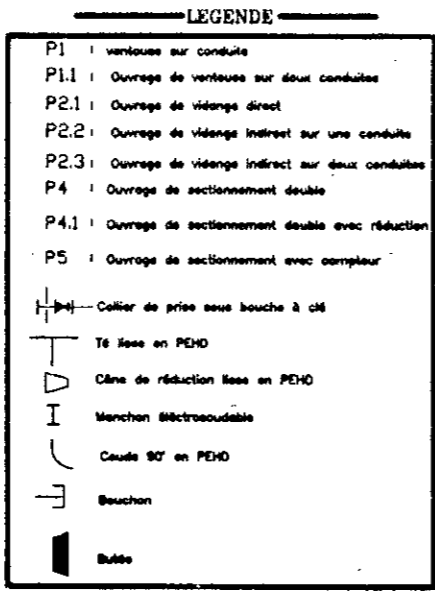 LEGENDE
P1 : ventouse sur conduite
P1.1 : Ouvrage de ventouse sur deux conduites
P2.1 : Ouvrage de vidange direct
P2.2 : Ouvrage de vidange indirect sur une conduite
P2.3 : Ouvrage de vidange indirect sur deux conduites
P4 : Ouvrage de sectionnement double
P4.1 : Ouvrage de sectionnement double avec réduction
P5 : Ouvrage de sectionnement avec compteur
Collier de prise sous bouche à clé
Té lisse en PEHD
Cône de réduction lisse en PEHD
Manchon éléctrosoudable
Coude 90° en PEHD
Bouchon
Butée